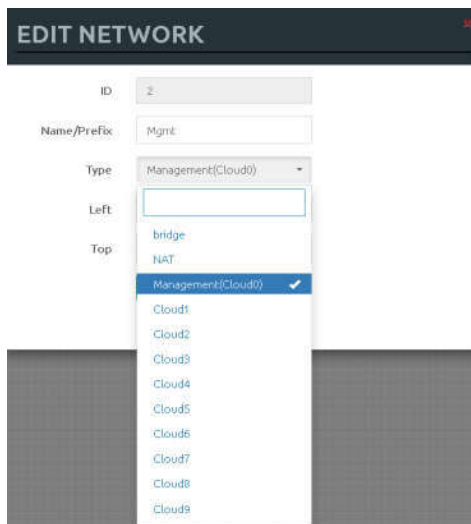 EDIT NETWORK
ID 2
Name/Prefix Mgmt
Type Management(Cloud0)
Left
Top
bridge
NAT
Management(Cloud0)
Cloud1
Cloud2
Cloud3
Cloud4
Cloud5
Cloud6
Cloud7
Cloud8
Cloud9